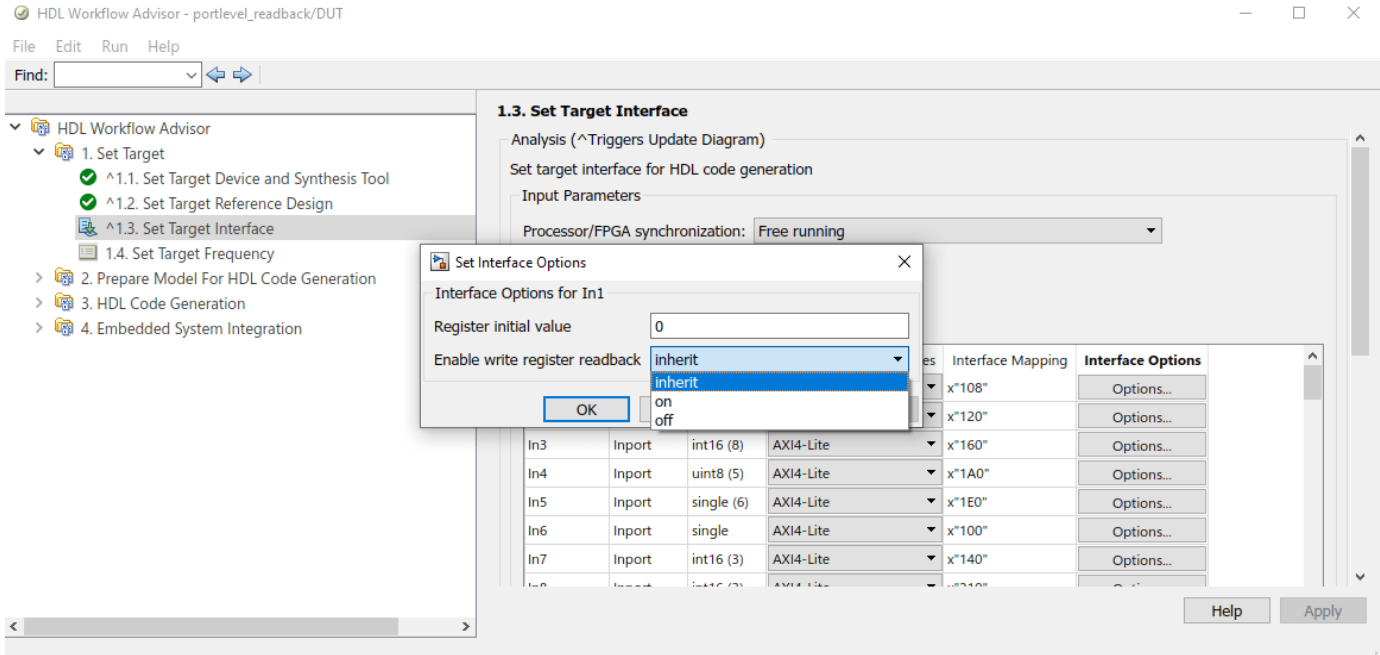 HDL Workflow Advisor - portlevel_readback/DUT
File Edit Run Help
Find:
HDL Workflow Advisor
1. Set Target
^1.1. Set Target Device and Synthesis Tool
^1.2. Set Target Reference Design
^1.3. Set Target Interface
1.4. Set Target Frequency
2. Prepare Model For HDL Code Generation
3. HDL Code Generation
4. Embedded System Integration
1.3. Set Target Interface
Analysis (^Triggers Update Diagram)
Set target interface for HDL code generation
Input Parameters
Processor/FPGA synchronization: Free running
Set Interface Options
Interface Options for In1
Register initial value 0
Enable write register readback inherit
inherit
on
off
OK
es Interface Mapping Interface Options
x"108" Options...
x"120" Options...
In3 Inport int16 (8) AXI4-Lite x"160" Options...
In4 Inport uint8 (5) AXI4-Lite x"1A0" Options...
In5 Inport single (6) AXI4-Lite x"1E0" Options...
In6 Inport single AXI4-Lite x"100" Options...
In7 Inport int16 (3) AXI4-Lite x"140" Options...
Help Apply